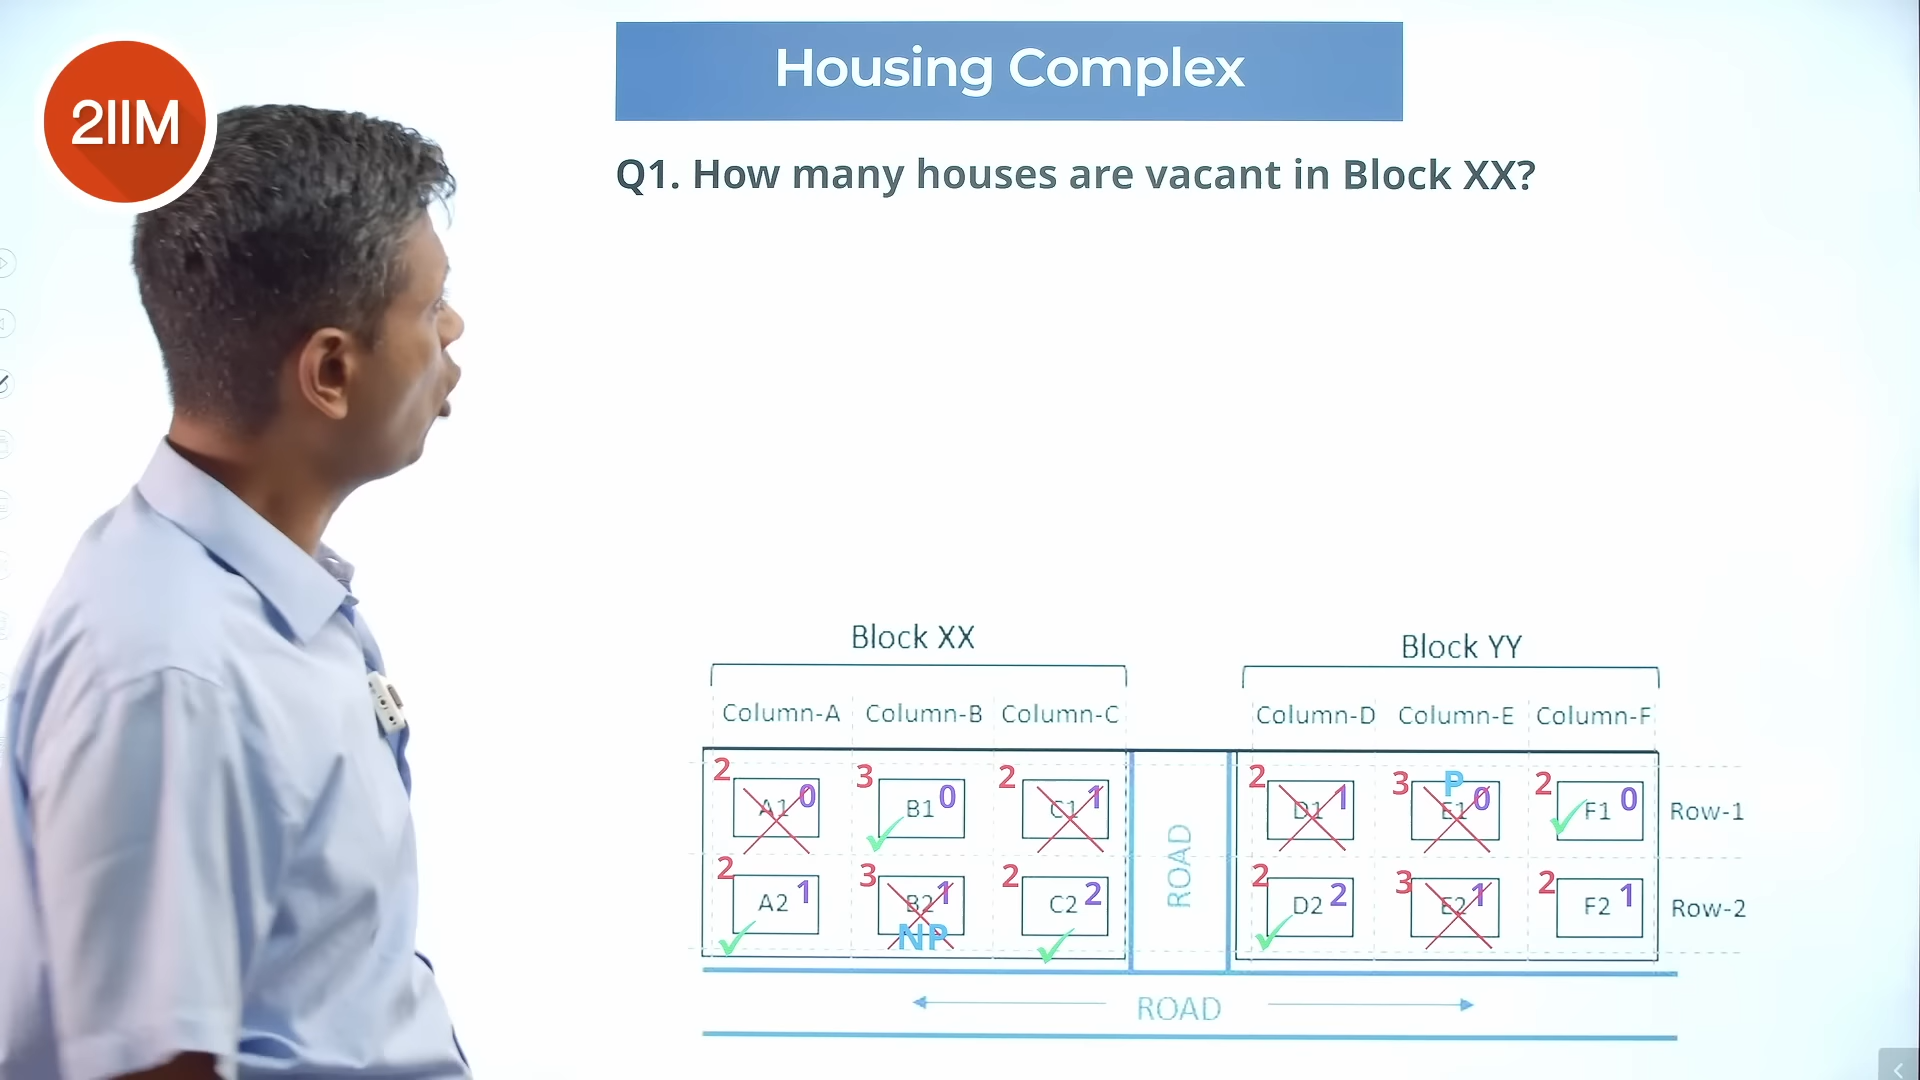 2IIM
Housing Complex
Q1. How many houses are vacant in Block XX?
Block XX
Block YY
Column-A Column-B Column-C Column-D Column-E Column-F
2 A1 0 3 B1 0 2 C1 1 2 D1 1 3 P E1 0 2 F1 0 Row-1
2 A2 1 3 B2 1 NP 2 C2 2 2 D2 2 3 E2 1 2 F2 1 Row-2
ROAD
ROAD